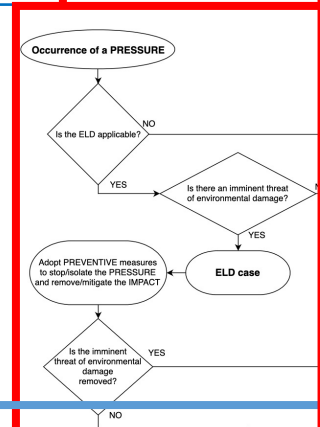 Occurrence of a PRESSURE
NO
Is the ELD applicable?
YES
Is there an imminent threat
of environmental damage?
YES
Adopt PREVENTIVE measures
to stop/isolate the PRESSURE
and remove/mitigate the IMPACT
ELD case
Is the imminent
threat of environmental
damage
removed?
YES
NO